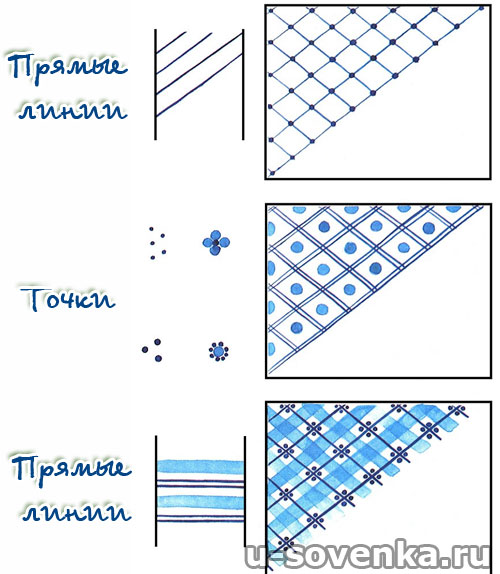 Прямые
линии
Точки
Прямые
линии
u-sovenka.ru